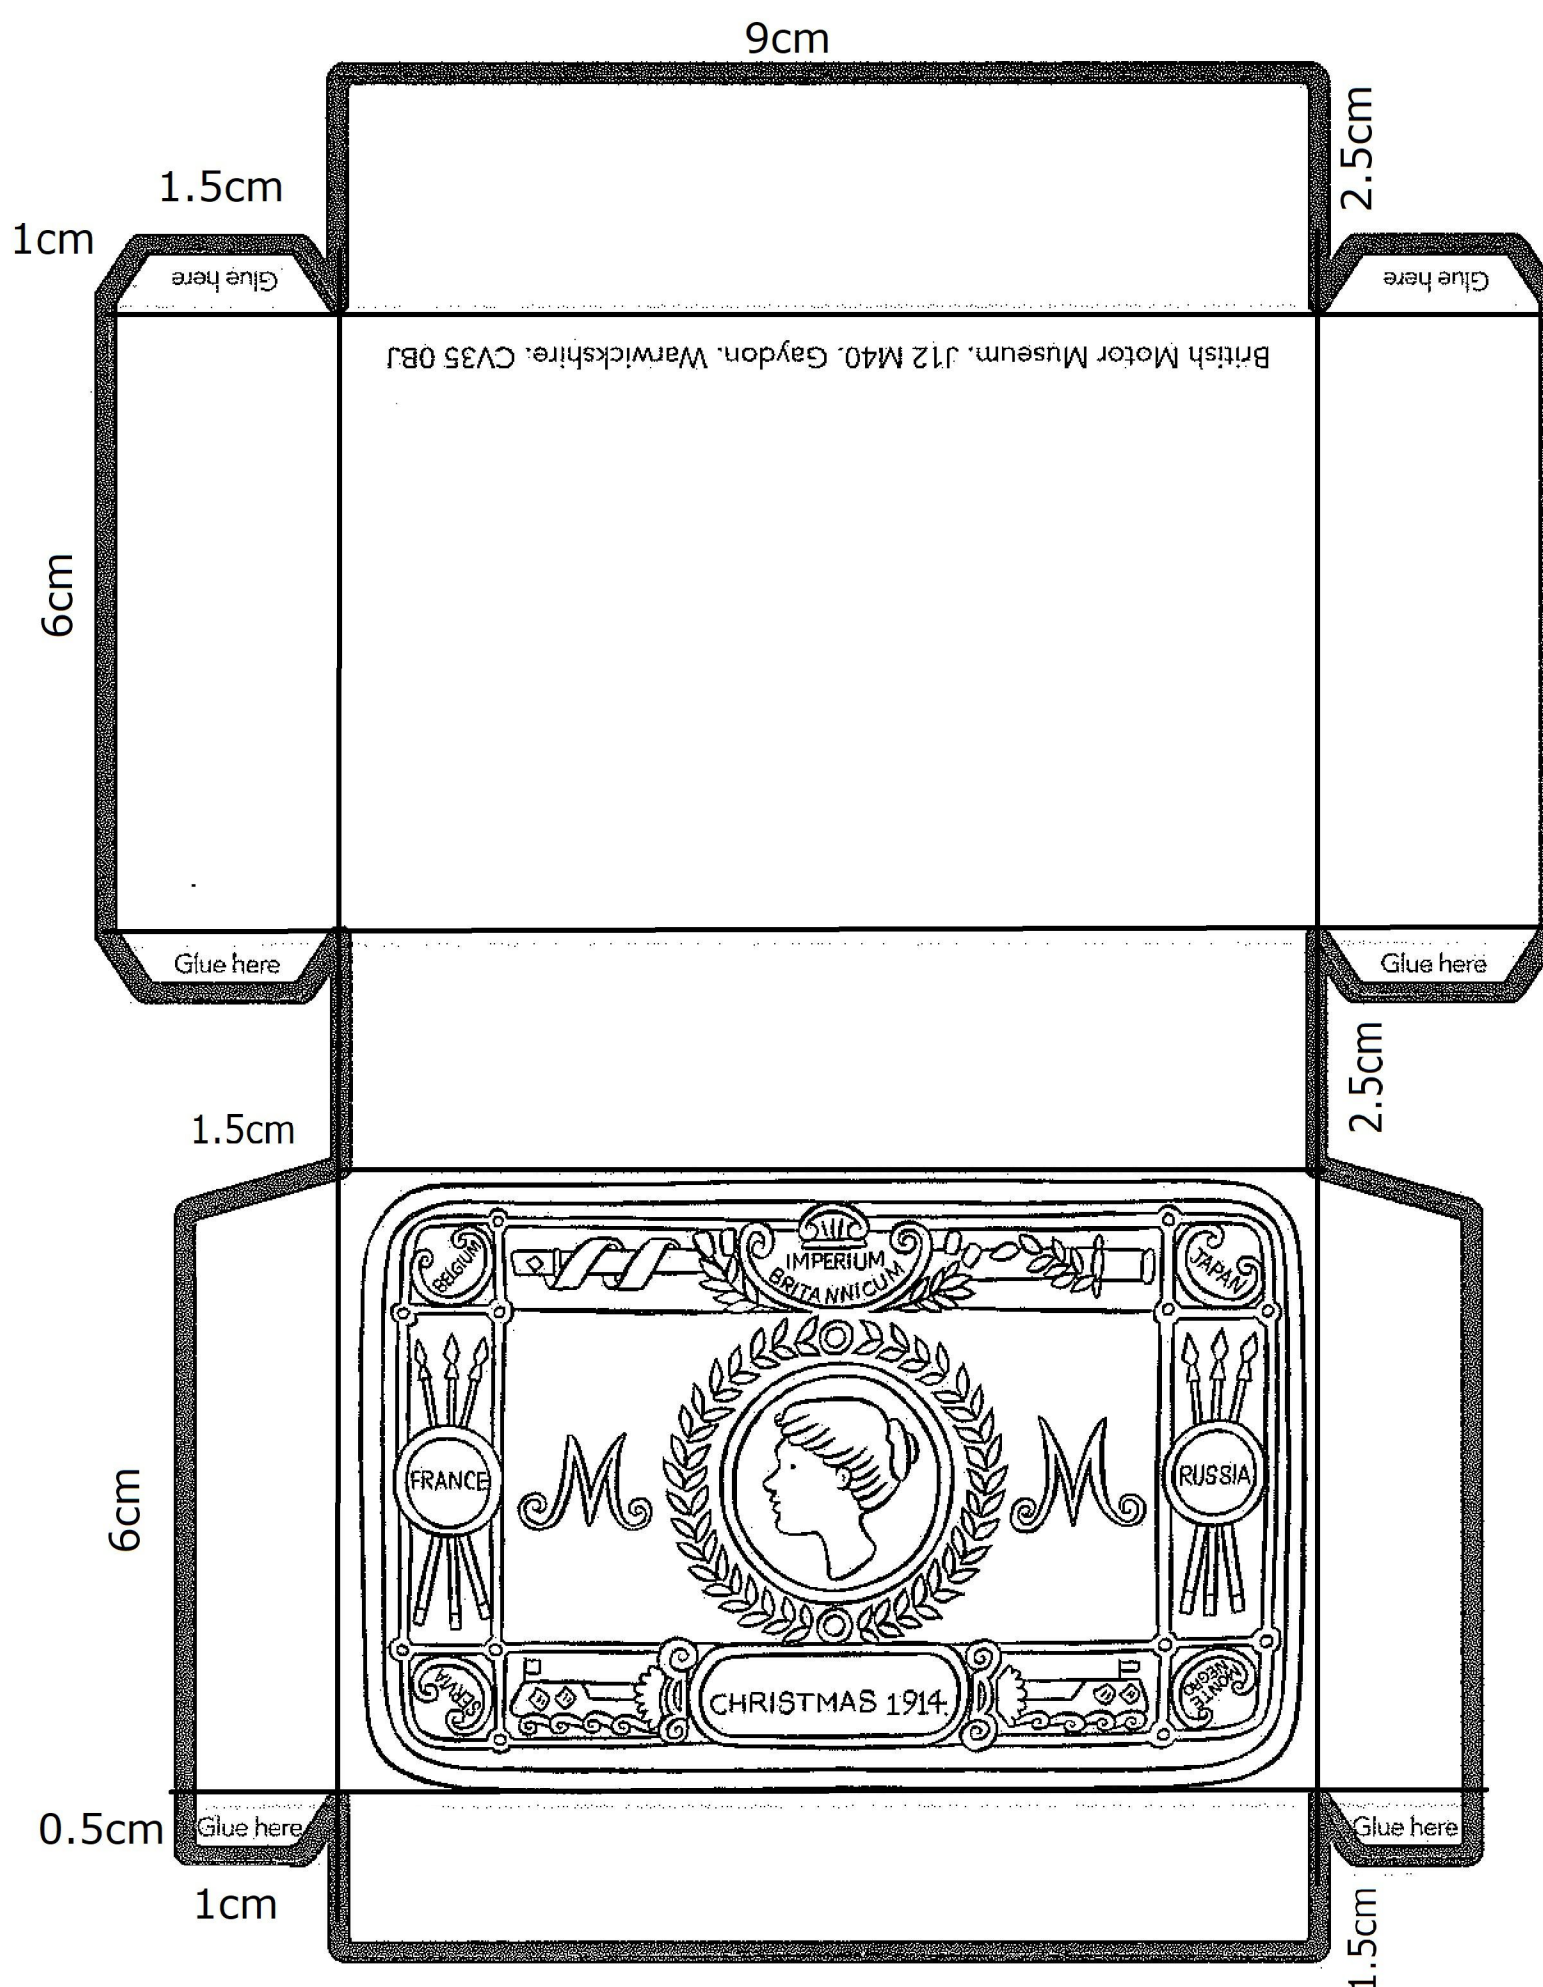 9cm
2.5cm
1.5cm
1cm
Glue here
Glue here
British Motor Museum. J12 M40. Gaydon. Warwickshire. CV35 0BJ
6cm
Glue here
Glue here
2.5cm
1.5cm
IMPERIUM
BRITANNICUM
BELGIUM
JAPAN
FRANCE
M
M
RUSSIA
6cm
SERVIA
CHRISTMAS 1914.
MONTE
NEGRO
0.5cm
Glue here
Glue here
1cm
1.5cm